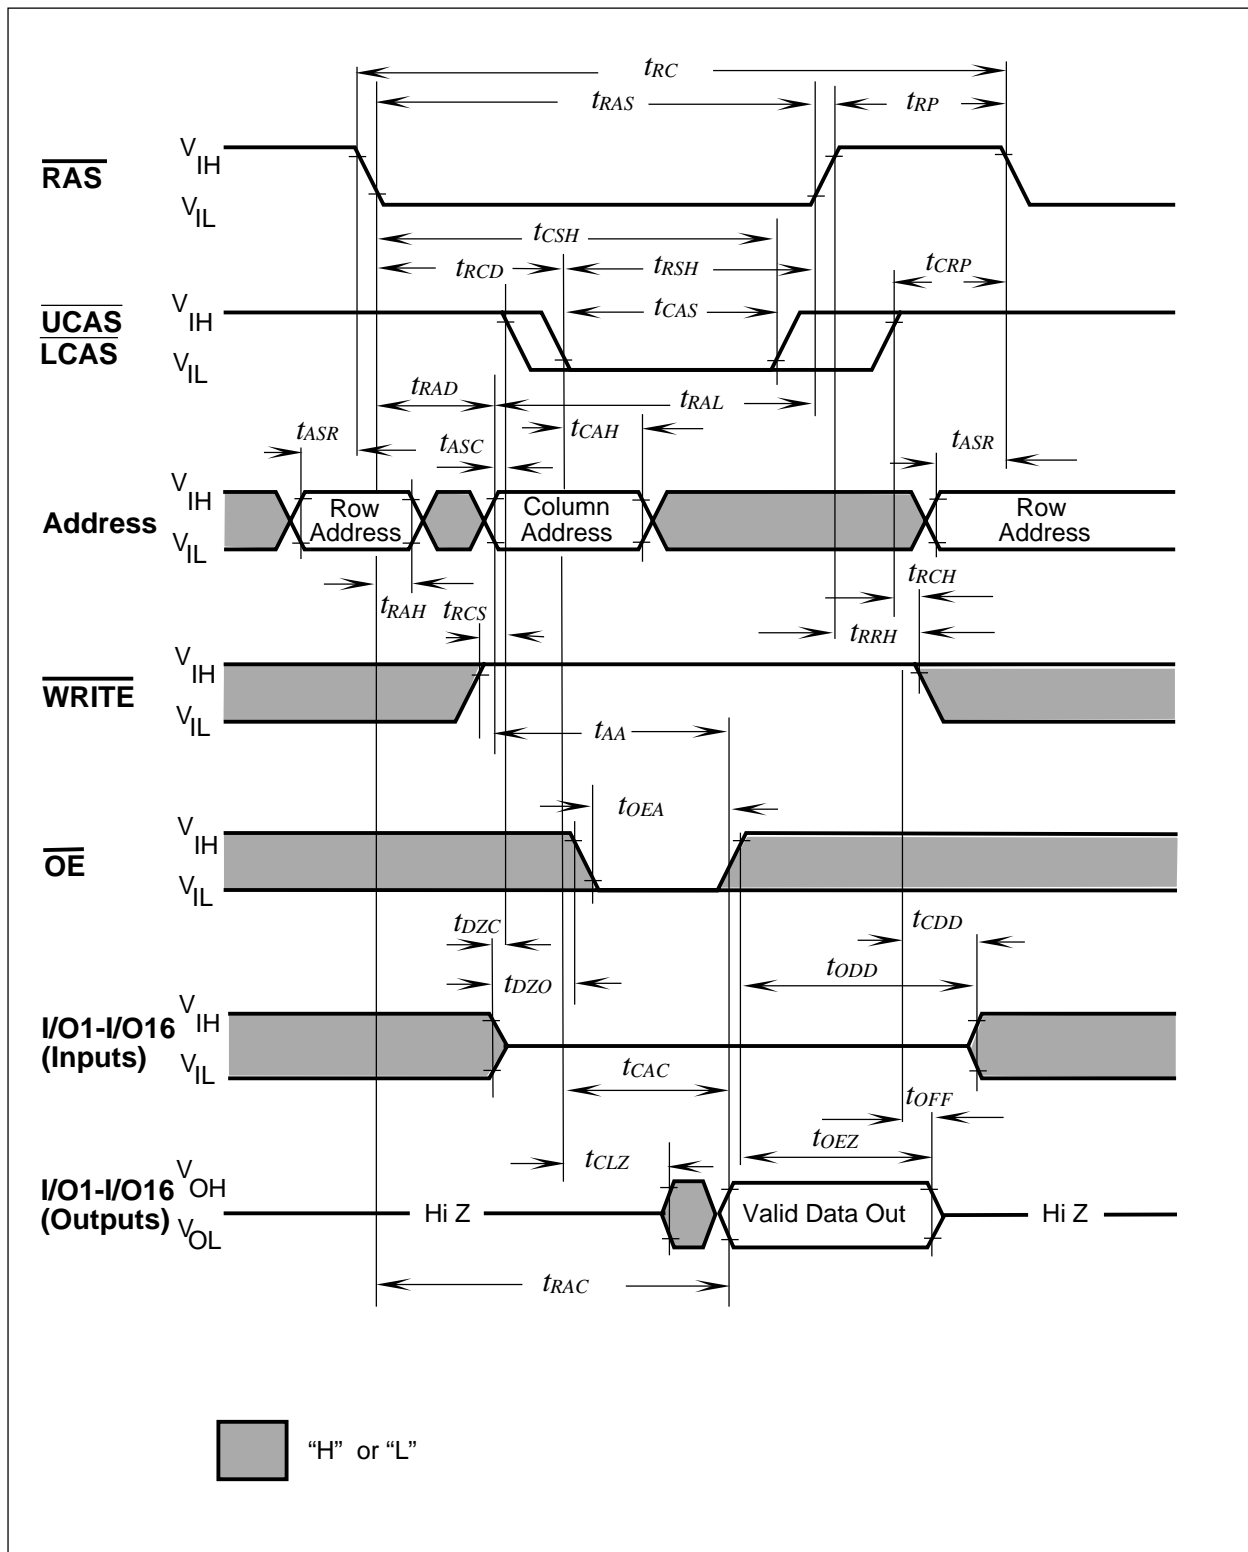 tRC
tRAS
tRP
RAS
VIH
VIL
tCSH
tRCD
tRSH
tCRP
tCAS
UCAS
LCAS
VIH
VIL
tRAD
tRAL
tASR
tASC
tCAH
tASR
Address
VIH
VIL
Row
Address
Column
Address
Row
Address
tRAH
tRCS
tRCH
tRRH
WRITE
VIH
VIL
tAA
tOEA
OE
VIH
VIL
tDZC
tCDD
tDZO
tODD
I/O1-I/O16
(Inputs)
VIH
VIL
tCAC
tOFF
tOEZ
tCLZ
I/O1-I/O16
(Outputs)
VOH
VOL
Hi Z
Valid Data Out
Hi Z
tRAC
“H” or “L”